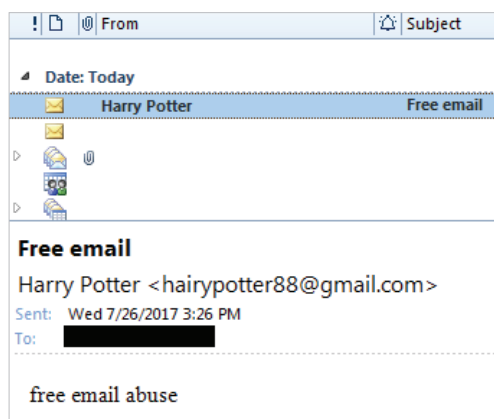 ! From Subject
Date: Today
Harry Potter Free email
Free email
Harry Potter <hairypotter88@gmail.com>
Sent: Wed 7/26/2017 3:26 PM
To:
free email abuse